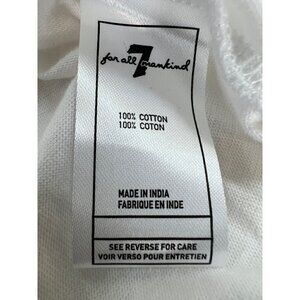 7
for all mankind
100% COTTON
100% COTON
MADE IN INDIA
FABRIQUE EN INDE
SEE REVERSE FOR CARE
VOIR VERSO POUR ENTRETIEN